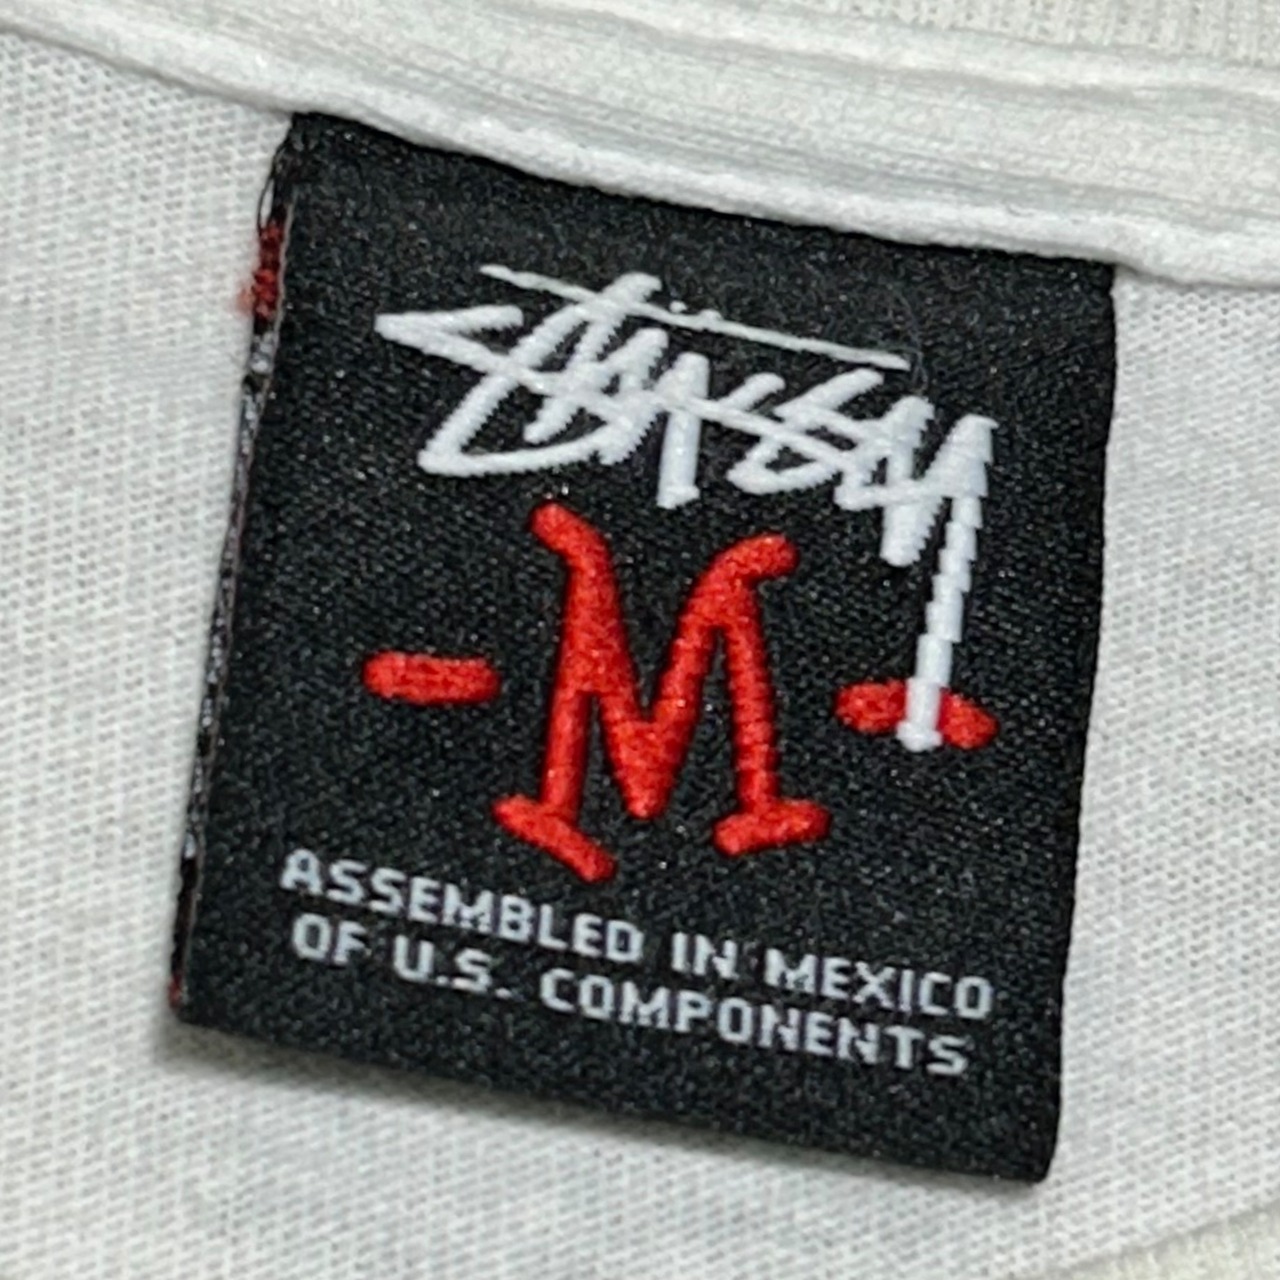 Stüssy
- M -
ASSEMBLED IN MEXICO
OF U.S. COMPONENTS